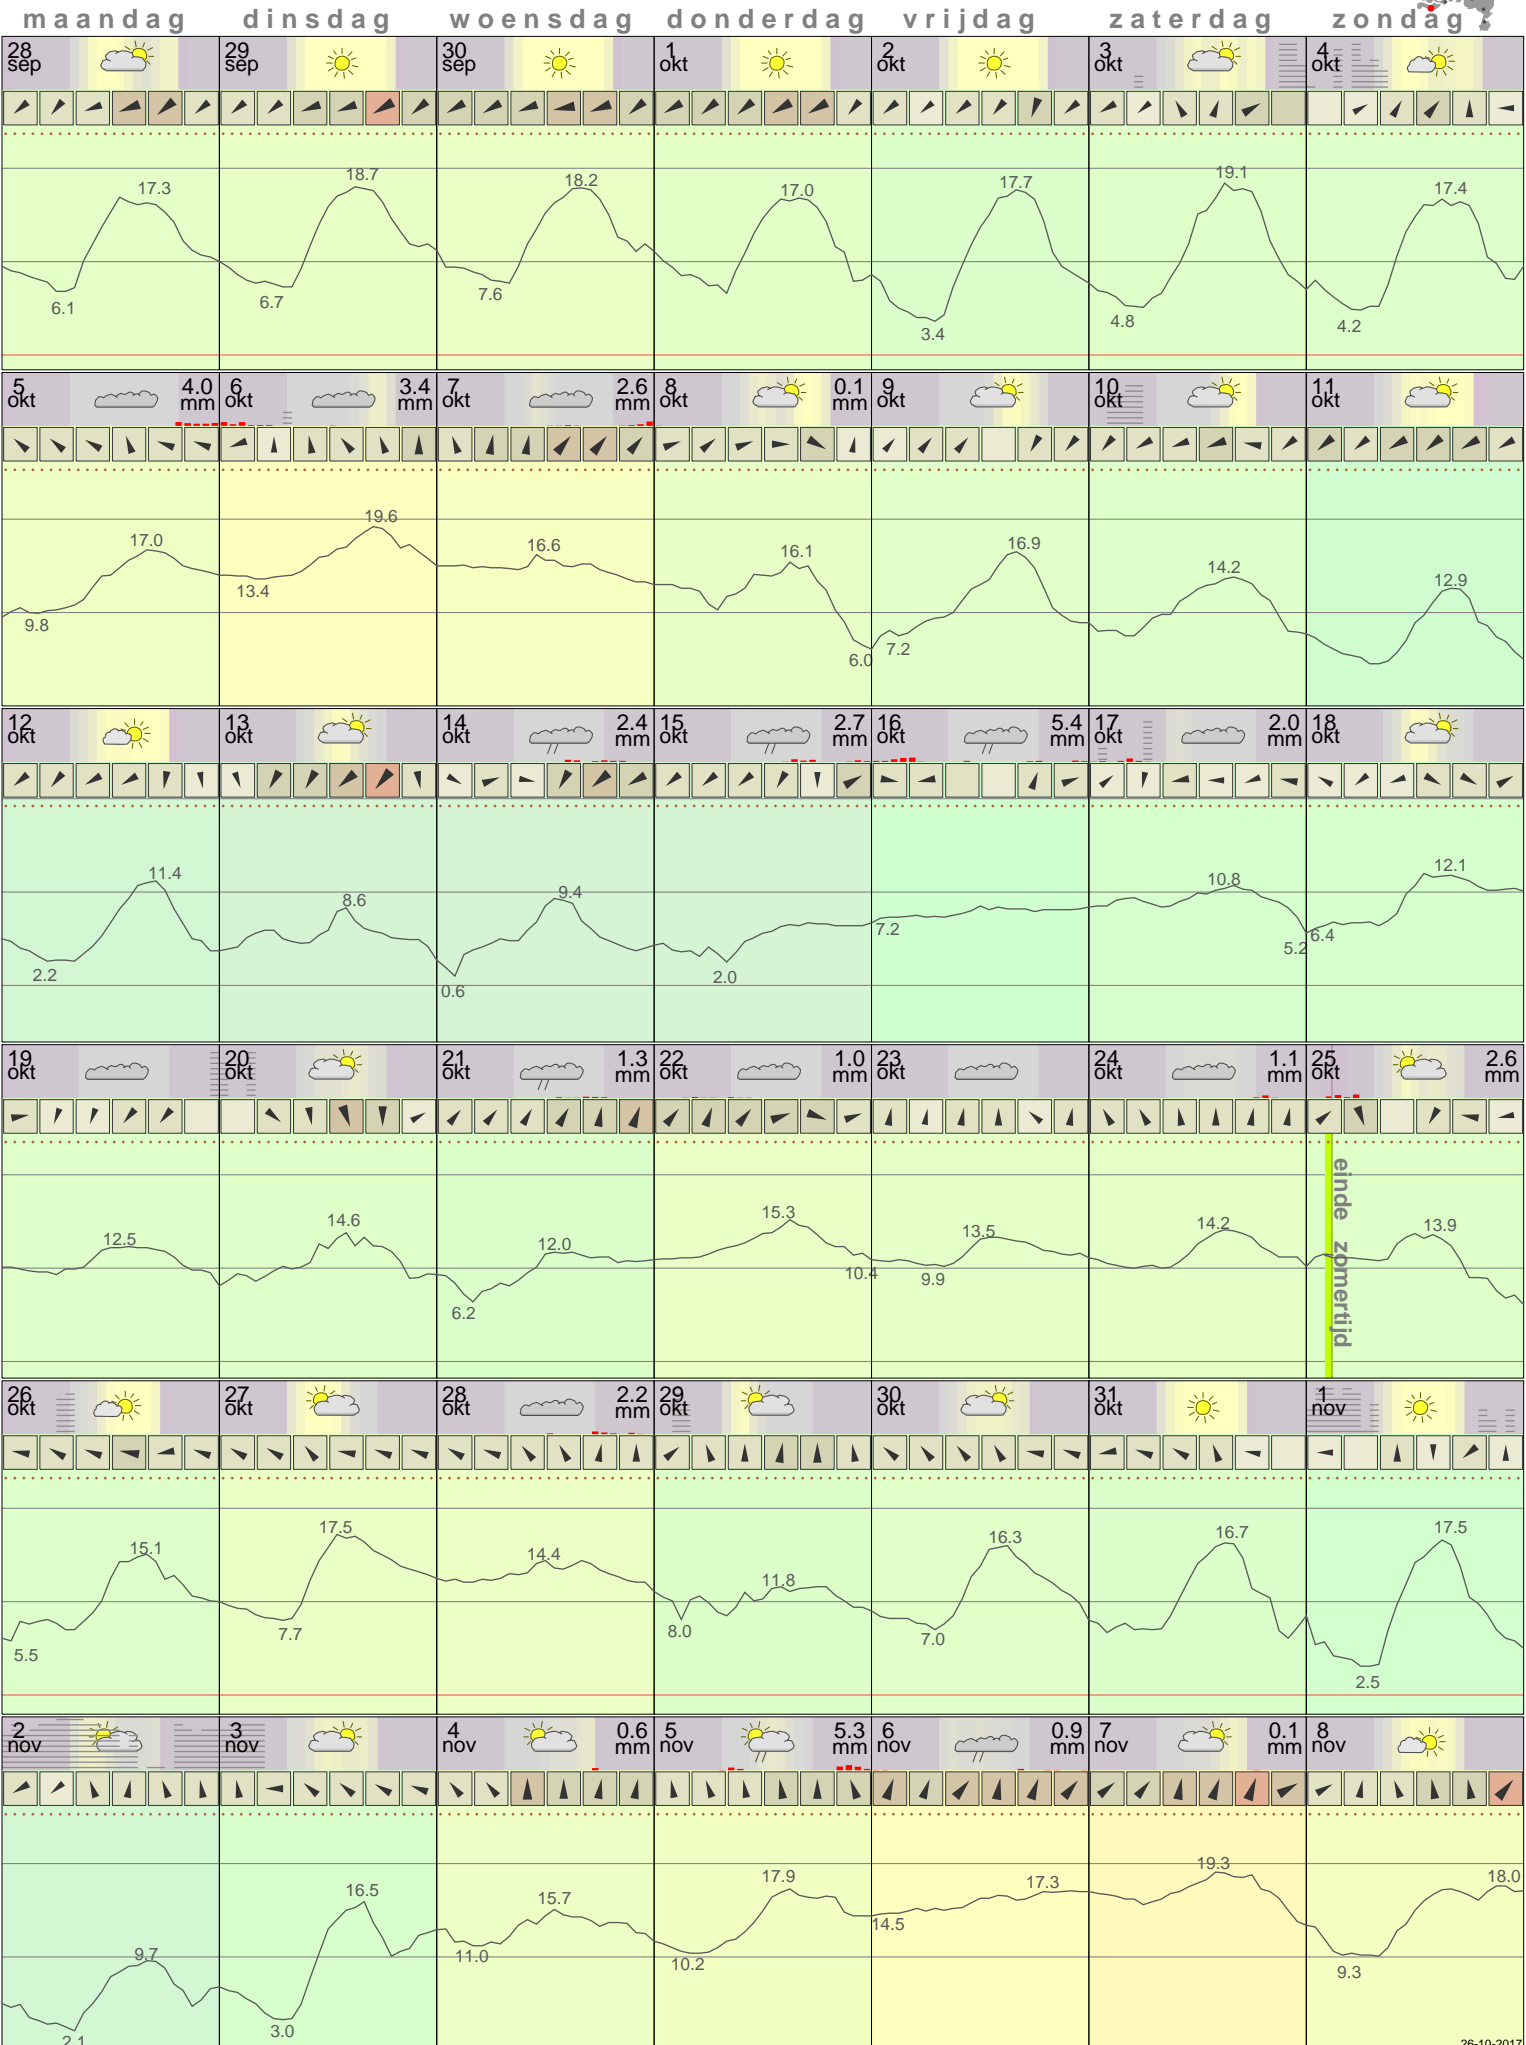 maandag dinsdag woensdag donderdag vrijdag zaterdag zondag
28 29 30 1 2 3 4
sep sep sep okt okt okt okt
17.3 18.7 18.2 17.0 17.7 19.1 17.4
6.1 6.7 7.6 3.4 4.8 4.2
5 4.0 6 3.4 7 2.6 8 0.1 9 10 11
okt mm okt mm okt mm okt mm okt okt okt
17.0 19.6 16.6 16.1 16.9 14.2 12.9
9.8 13.4 6.0 7.2
12 13 14 2.4 15 2.7 16 5.4 17 2.0 18
okt okt okt mm okt mm okt mm okt mm okt
11.4 8.6 9.4 10.8 12.1
2.2 0.6 2.0 7.2 5.2 6.4
19 20 21 1.3 22 1.0 23 24 1.1 25 2.6
okt okt okt mm okt mm okt okt mm okt mm
12.5 14.6 12.0 15.3 13.5 14.2 13.9
6.2 10.4 9.9
einde zomertijd
26 27 28 2.2 29 30 31 1
okt okt okt mm okt okt okt nov
15.1 17.5 14.4 11.8 16.3 16.7 17.5
5.5 7.7 8.0 7.0 2.5
2 3 4 0.6 5 5.3 6 0.9 7 0.1 8
nov nov nov mm nov mm nov mm nov mm nov
9.7 16.5 15.7 17.9 17.3 19.3 18.0
2.1 3.0 11.0 10.2 14.5 9.3
26-10-2017